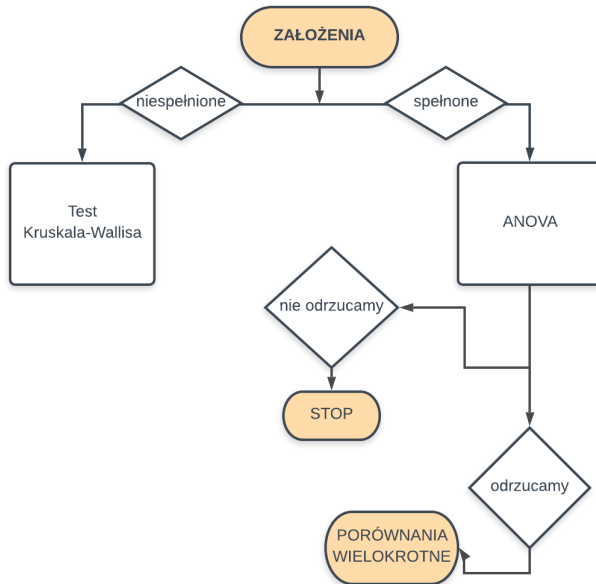 ZAŁOŻENIA
niespełnione
spełnone
Test
Kruskala-Wallisa
ANOVA
nie odrzucamy
STOP
odrzucamy
PORÓWNANIA
WIELOKROTNE